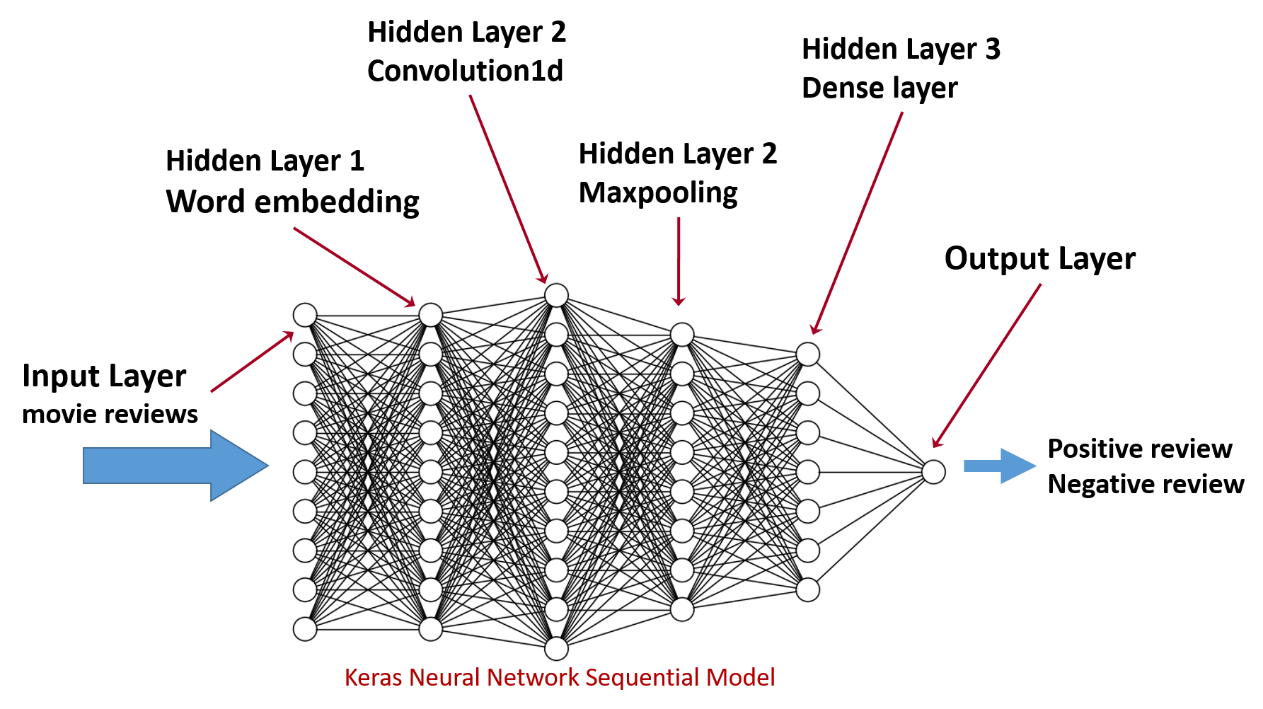 Hidden Layer 2
Convolution1d
Hidden Layer 3
Dense layer
Hidden Layer 1
Word embedding
Hidden Layer 2
Maxpooling
Output Layer
Input Layer
movie reviews
Positive review
Negative review
Keras Neural Network Sequential Model